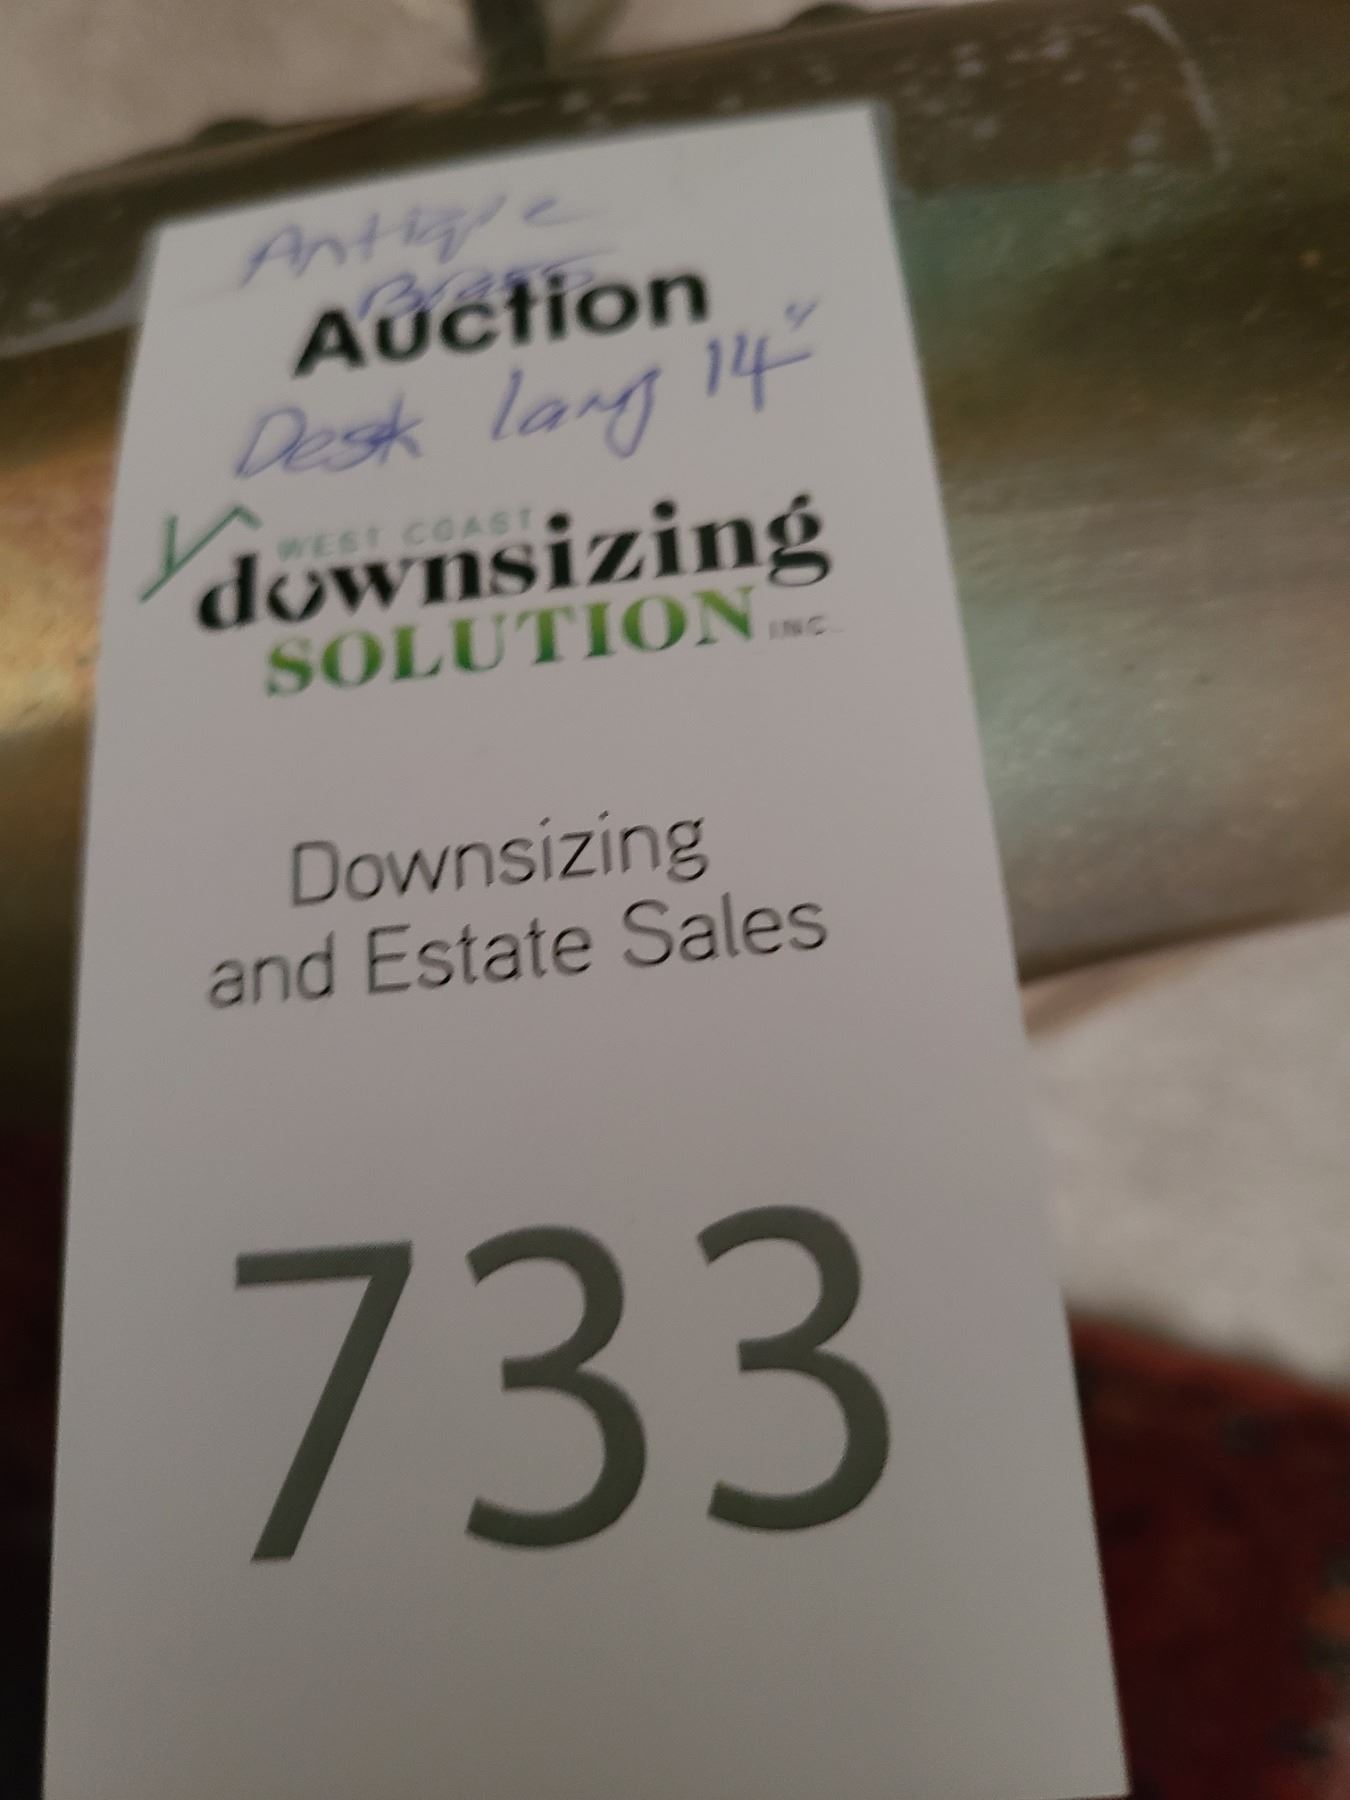 Antique
Brass
Auction
Desk lamp 14"
WEST COAST
downsizing
SOLUTION INC.
Downsizing
and Estate Sales
733